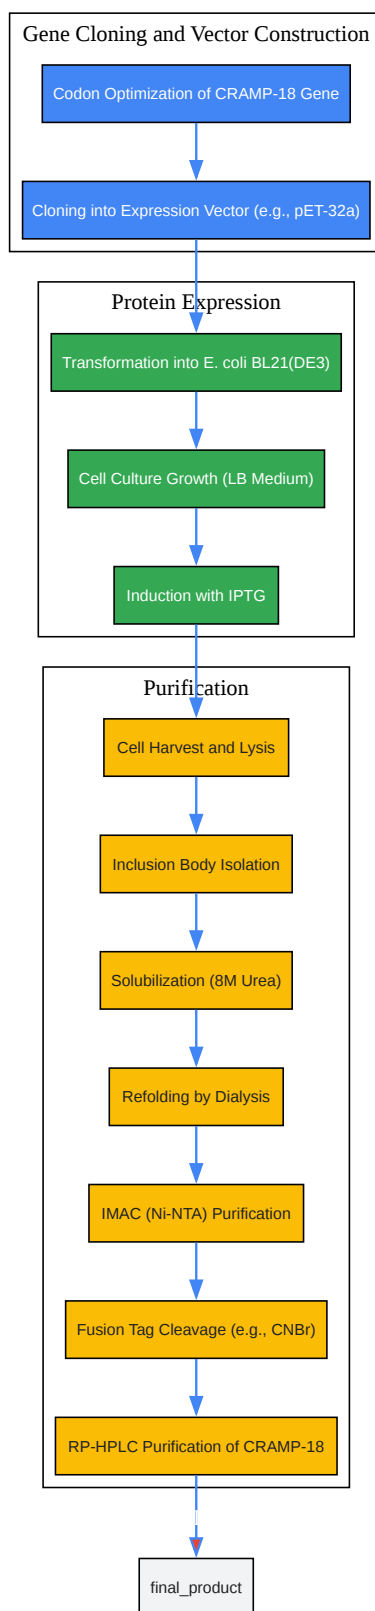 Gene Cloning and Vector Construction
Codon Optimization of CRAMP-18 Gene
Cloning into Expression Vector (e.g., pET-32a)
Protein Expression
Transformation into E. coli BL21(DE3)
Cell Culture Growth (LB Medium)
Induction with IPTG
Purification
Cell Harvest and Lysis
Inclusion Body Isolation
Solubilization (8M Urea)
Refolding by Dialysis
IMAC (Ni-NTA) Purification
Fusion Tag Cleavage (e.g., CNBr)
RP-HPLC Purification of CRAMP-18
final_product